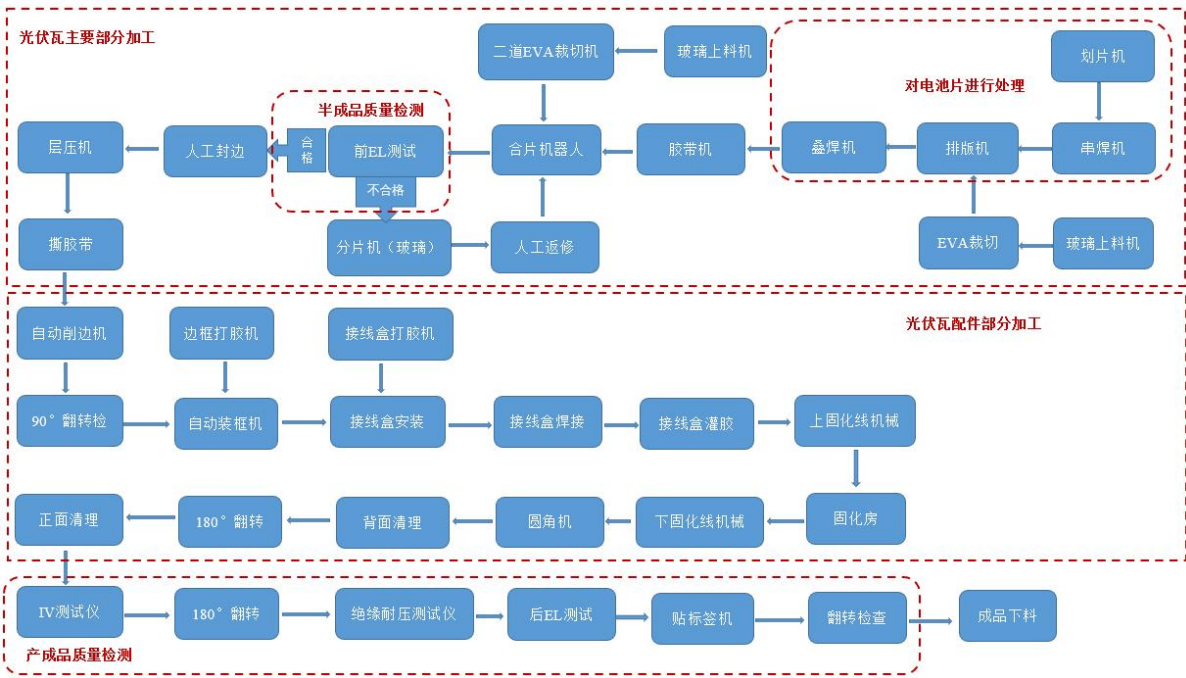 光伏瓦主要部分加工
二道EVA裁切机
玻璃上料机
划片机
对电池片进行处理
半成品质量检测
层压机
人工封边
合格
前EL测试
合片机器人
胶带机
叠焊机
排版机
串焊机
不合格
撕胶带
分片机（玻璃）
人工返修
EVA裁切
玻璃上料机
自动削边机
边框打胶机
接线盒打胶机
光伏瓦配件部分加工
90°翻转检
自动装框机
接线盒安装
接线盒焊接
接线盒灌胶
上固化线机械
正面清理
180°翻转
背面清理
圆角机
下固化线机械
固化房
IV测试仪
180°翻转
绝缘耐压测试仪
后EL测试
贴标签机
翻转检查
成品下料
产成品质量检测